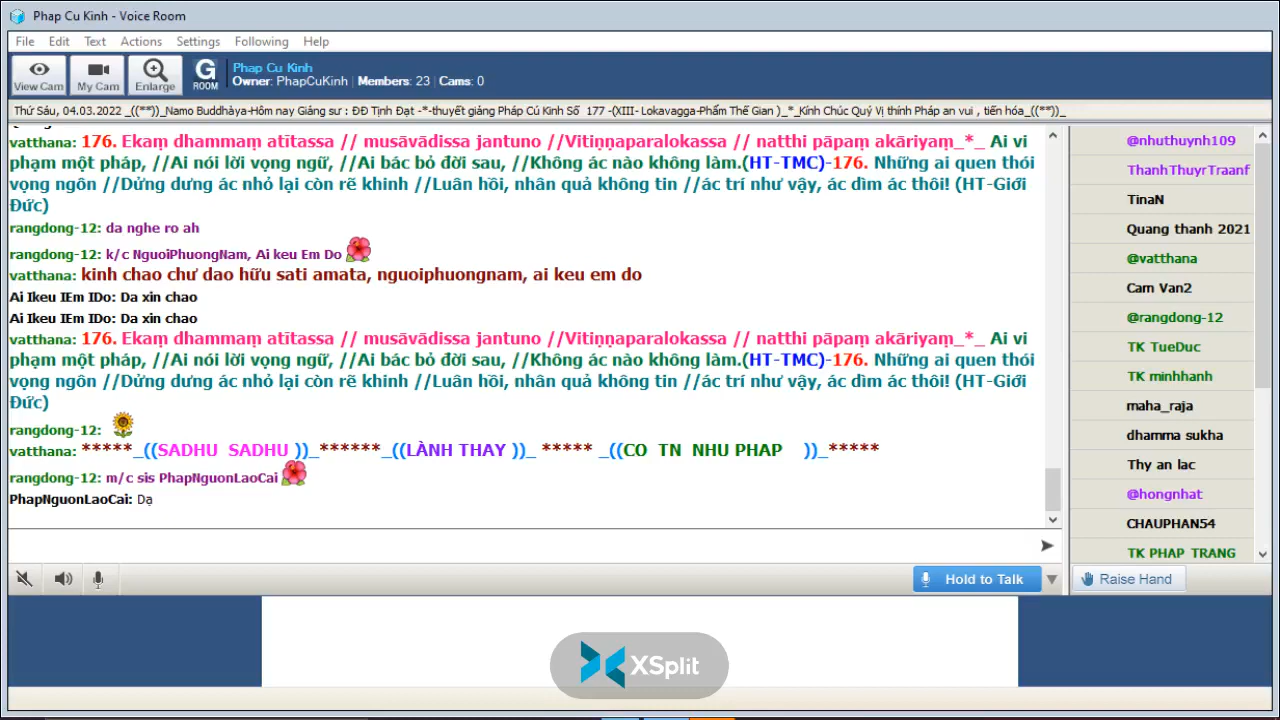 Phap Cu Kinh - Voice Room
File Edit Text Actions Settings Following Help
View Cam My Cam Enlarge G ROOM
Phap Cu Kinh
Owner: PhapCuKinh | Members: 23 | Cams: 0
Thứ Sáu, 04.03.2022 _((**))_Namo Buddhàya-Hôm nay Giảng sư : ĐĐ Tịnh Đạt -*-thuyết giảng Pháp Cú Kinh Số 177 -(XIII- Lokavagga-Phẩm Thế Gian )_*_Kính Chúc Quý Vị thính Pháp an vui , tiến hóa_((**))_
vatthana: 176. Ekaṃ dhammaṃ atītassa // musāvādissa jantuno //Vitiṇṇaparalokassa // natthi pāpaṃ akāriyaṃ_*_ Ai vi
phạm một pháp, //Ai nói lời vọng ngữ, //Ai bác bỏ đời sau, //Không ác nào không làm.(HT-TMC)-176. Những ai quen thói
vọng ngôn //Dửng dưng ác nhỏ lại còn rẽ khinh //Luân hồi, nhân quả không tin //ác trí như vậy, ác dìm ác thôi! (HT-Giới
Đức)
rangdong-12: da nghe ro ah
rangdong-12: k/c NguoiPhuongNam, Ai keu Em Do
vatthana: kinh chao chư dao hữu sati amata, nguoiphuongnam, ai keu em do
Ai Ikeu IEm IDo: Da xin chao
Ai Ikeu IEm IDo: Da xin chao
vatthana: 176. Ekaṃ dhammaṃ atītassa // musāvādissa jantuno //Vitiṇṇaparalokassa // natthi pāpaṃ akāriyaṃ_*_ Ai vi
phạm một pháp, //Ai nói lời vọng ngữ, //Ai bác bỏ đời sau, //Không ác nào không làm.(HT-TMC)-176. Những ai quen thói
vọng ngôn //Dửng dưng ác nhỏ lại còn rẽ khinh //Luân hồi, nhân quả không tin //ác trí như vậy, ác dìm ác thôi! (HT-Giới
Đức)
rangdong-12:
vatthana: *****_((SADHU SADHU ))_******_((LÀNH THAY ))_ ***** _((CO TN NHU PHAP ))_*****
rangdong-12: m/c sis PhapNguonLaoCai
PhapNguonLaoCai: Dạ
@nhuthuynh109
ThanhThuyrTraanf
TinaN
Quang thanh 2021
@vatthana
Cam Van2
@rangdong-12
TK TueDuc
TK minhhanh
maha_raja
dhamma sukha
Thy an lac
@hongnhat
CHAUPHAN54
TK PHAP TRANG
Hold to Talk
Raise Hand
XSplit